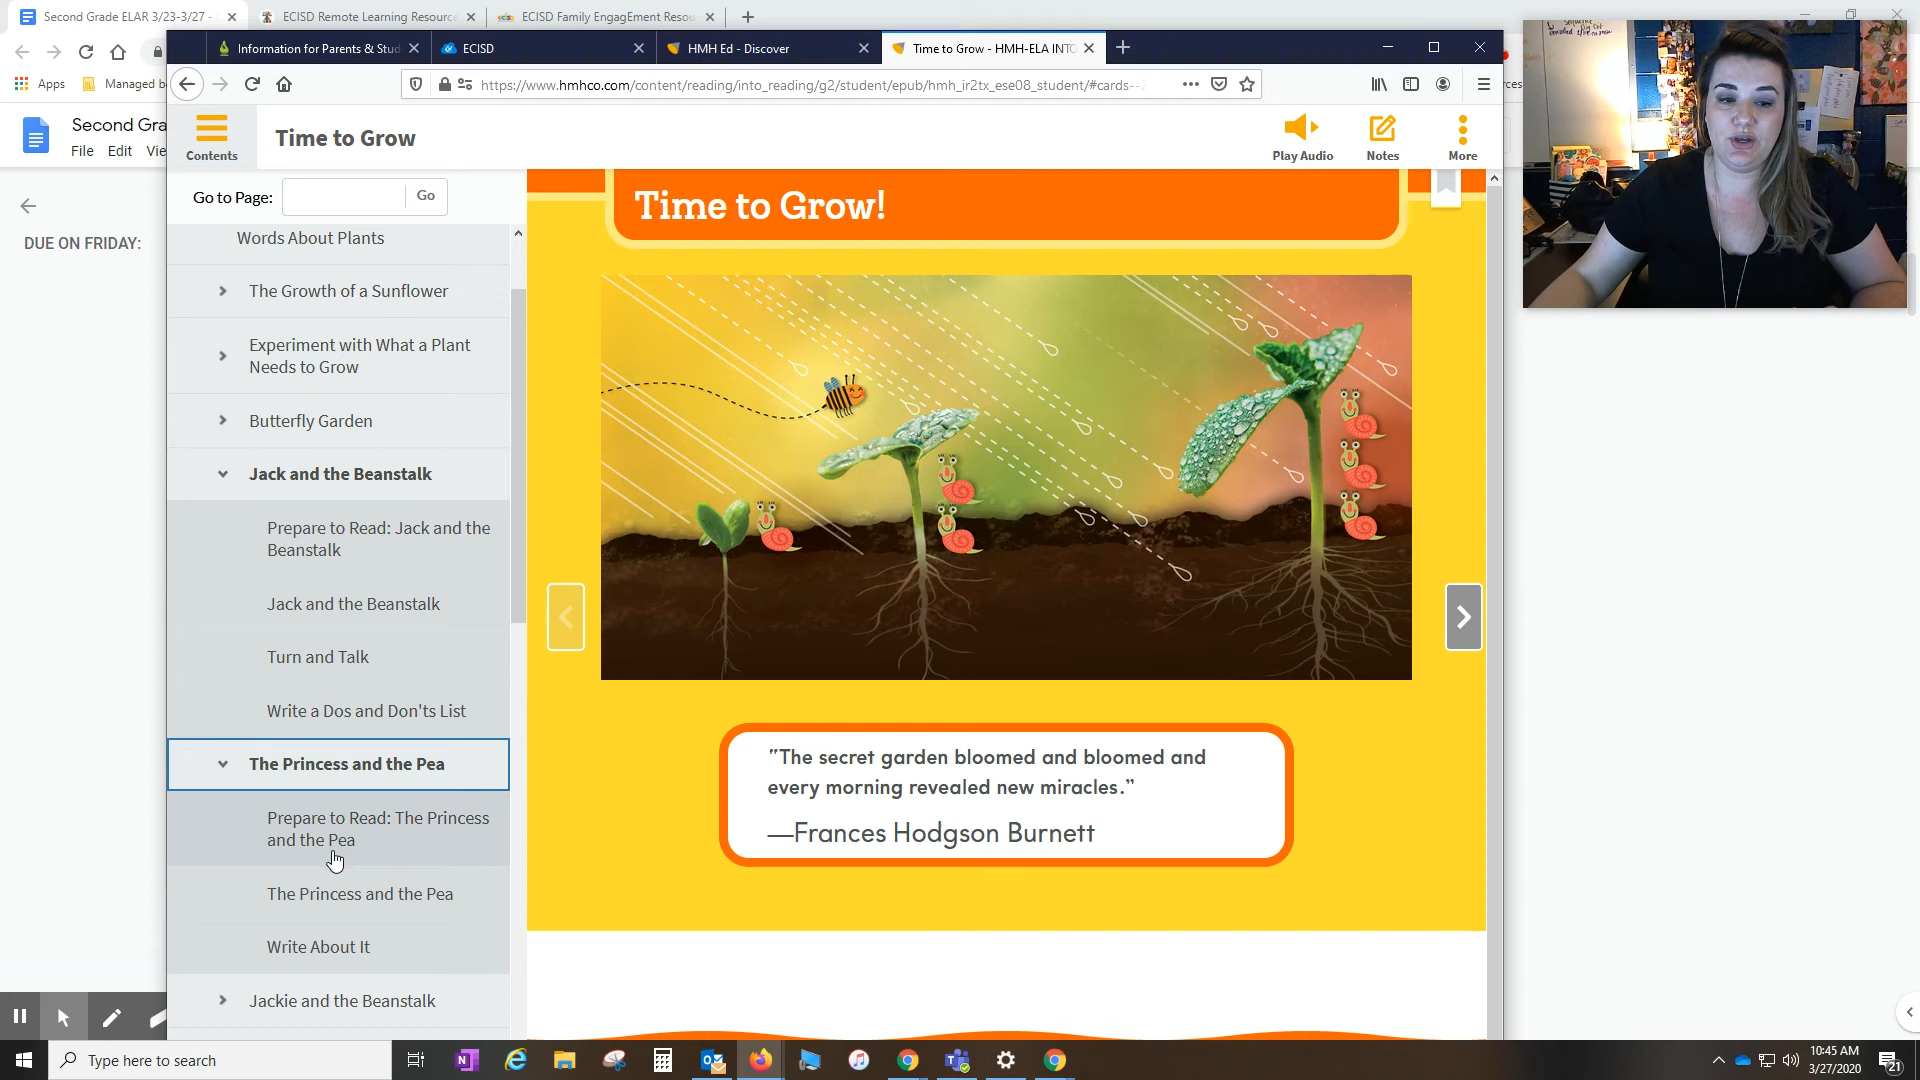 Second Grade ELAR 3/23-3/27 -
ECISD Remote Learning Resource
ECISD Family EngagEment Resou
Apps
Managed b
Second Gra
File Edit Vie
DUE ON FRIDAY:
Information for Parents & Stud
ECISD
HMH Ed - Discover
Time to Grow - HMH-ELA INTO
https://www.hmhco.com/content/reading/into_reading/g2/student/epub/hmh_ir2tx_ese08_student/#cards--
Contents
Time to Grow
Play Audio
Notes
More
Go to Page:
Go
Words About Plants
The Growth of a Sunflower
Experiment with What a Plant
Needs to Grow
Butterfly Garden
Jack and the Beanstalk
Prepare to Read: Jack and the
Beanstalk
Jack and the Beanstalk
Turn and Talk
Write a Dos and Don'ts List
The Princess and the Pea
Prepare to Read: The Princess
and the Pea
The Princess and the Pea
Write About It
Jackie and the Beanstalk
Time to Grow!
"The secret garden bloomed and bloomed and
every morning revealed new miracles."
—Frances Hodgson Burnett
Type here to search
10:45 AM
3/27/2020
21